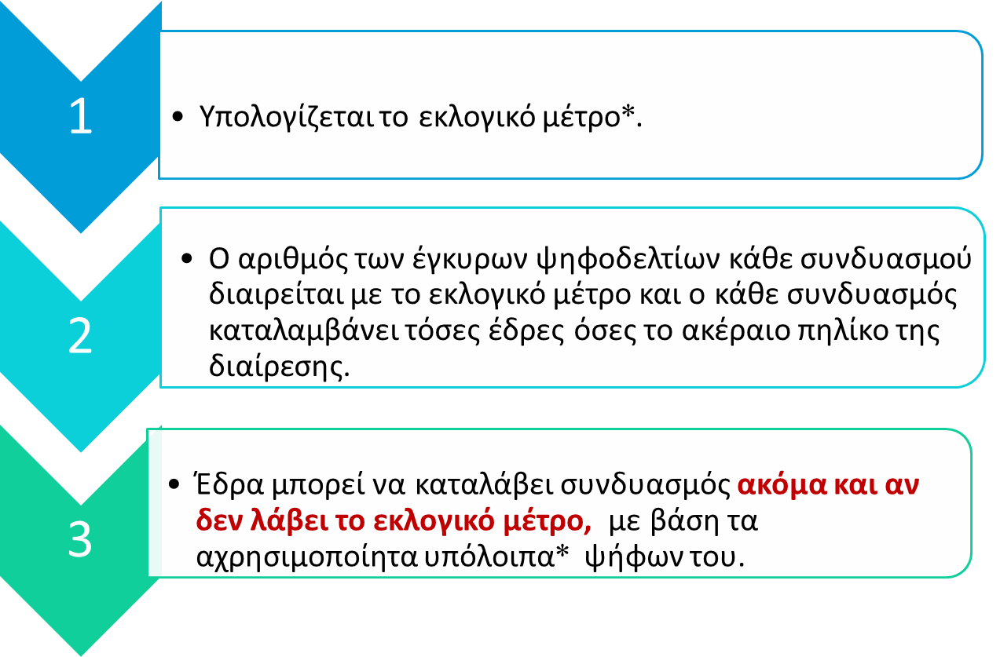 1
• Υπολογίζεται το εκλογικό μέτρο*.
2
• Ο αριθμός των έγκυρων ψηφοδελτίων κάθε συνδυασμού
διαιρείται με το εκλογικό μέτρο και ο κάθε συνδυασμός
καταλαμβάνει τόσες έδρες όσες το ακέραιο πηλίκο της
διαίρεσης.
3
• Έδρα μπορεί να καταλάβει συνδυασμός ακόμα και αν
δεν λάβει το εκλογικό μέτρο, με βάση τα
αχρησιμοποίητα υπόλοιπα* ψήφων του.